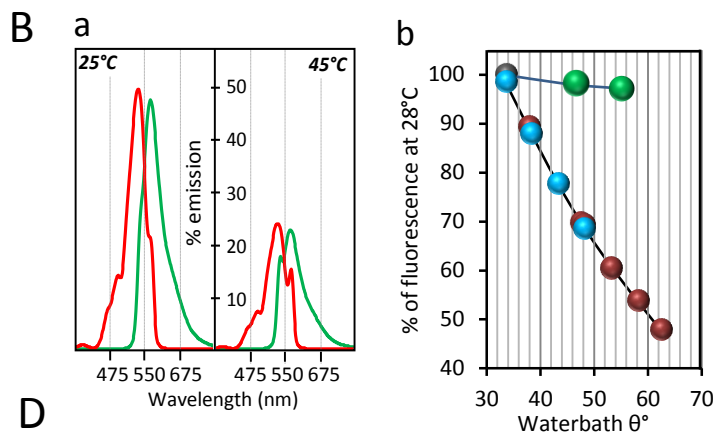 B
a
b
25°C
45°C
50
40
30
20
10
% emission
475 550 675
475 550 675
Wavelength (nm)
% of fluorescence at 28°C
100
90
80
70
60
50
40
30 40 50 60 70
Waterbath θ°
D